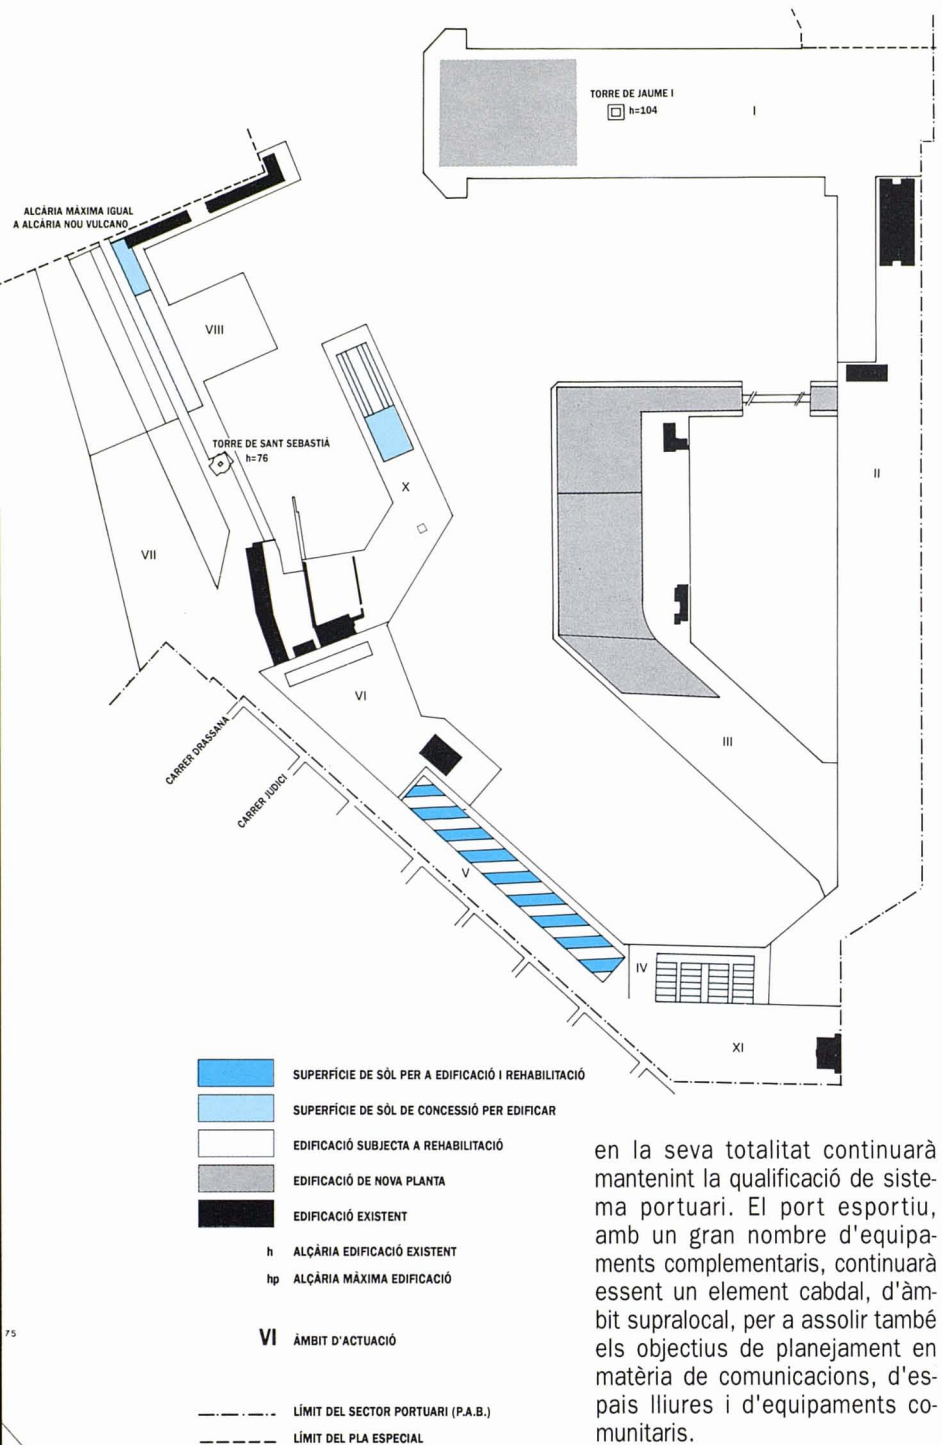 TORRE DE JAUME I
h=104
I
ALÇÀRIA MÀXIMA IGUAL
A ALÇÀRIA NOU VULCANO
VIII
TORRE DE SANT SEBASTIÀ
h=76
X
II
VII
VI
III
CARRER DRASSANA
CARRER JUDICI
V
IV
XI
SUPERFÍCIE DE SÒL PER A EDIFICACIÓ I REHABILITACIÓ
SUPERFÍCIE DE SÒL DE CONCESSIÓ PER EDIFICAR
EDIFICACIÓ SUBJECTA A REHABILITACIÓ
EDIFICACIÓ DE NOVA PLANTA
EDIFICACIÓ EXISTENT
h ALÇÀRIA EDIFICACIÓ EXISTENT
hp ALÇÀRIA MÀXIMA EDIFICACIÓ
VI ÀMBIT D'ACTUACIÓ
LÍMIT DEL SECTOR PORTUARI (P.A.B.)
LÍMIT DEL PLA ESPECIAL
en la seva totalitat continuarà
mantenint la qualificació de siste-
ma portuari. El port esportiu,
amb un gran nombre d'equipa-
ments complementaris, continuarà
essent un element cabdal, d'àm-
bit supralocal, per a assolir també
els objectius de planejament en
matèria de comunicacions, d'es-
pais lliures i d'equipaments co-
munitaris.
75